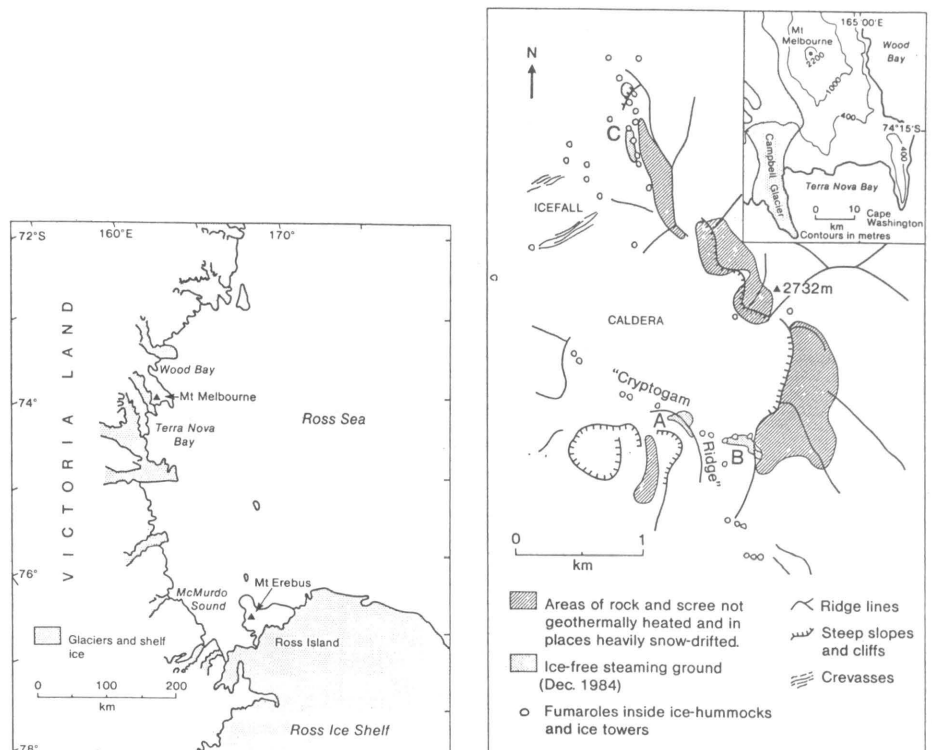 72°S
160°E
170°
VICTORIA LAND
Wood Bay
Mt Melbourne
74°
Terra Nova
Bay
Ross Sea
76°
McMurdo
Sound
Mt Erebus
Glaciers and shelf
ice
Ross Island
0 100 200
km
Ross Ice Shelf
78°
N
C
ICEFALL
2732m
CALDERA
"Cryptogam
Ridge"
A
B
0 1
km
165°00'E
Mt
Melbourne
2200
Wood
Bay
1000
400
74°15'S
400
Campbell Glacier
Terra Nova Bay
0 10
km
Cape
Washington
Contours in metres
Areas of rock and scree not
geothermally heated and in
places heavily snow-drifted.
Ice-free steaming ground
(Dec. 1984)
Fumaroles inside ice-hummocks
and ice towers
Ridge lines
Steep slopes
and cliffs
Crevasses